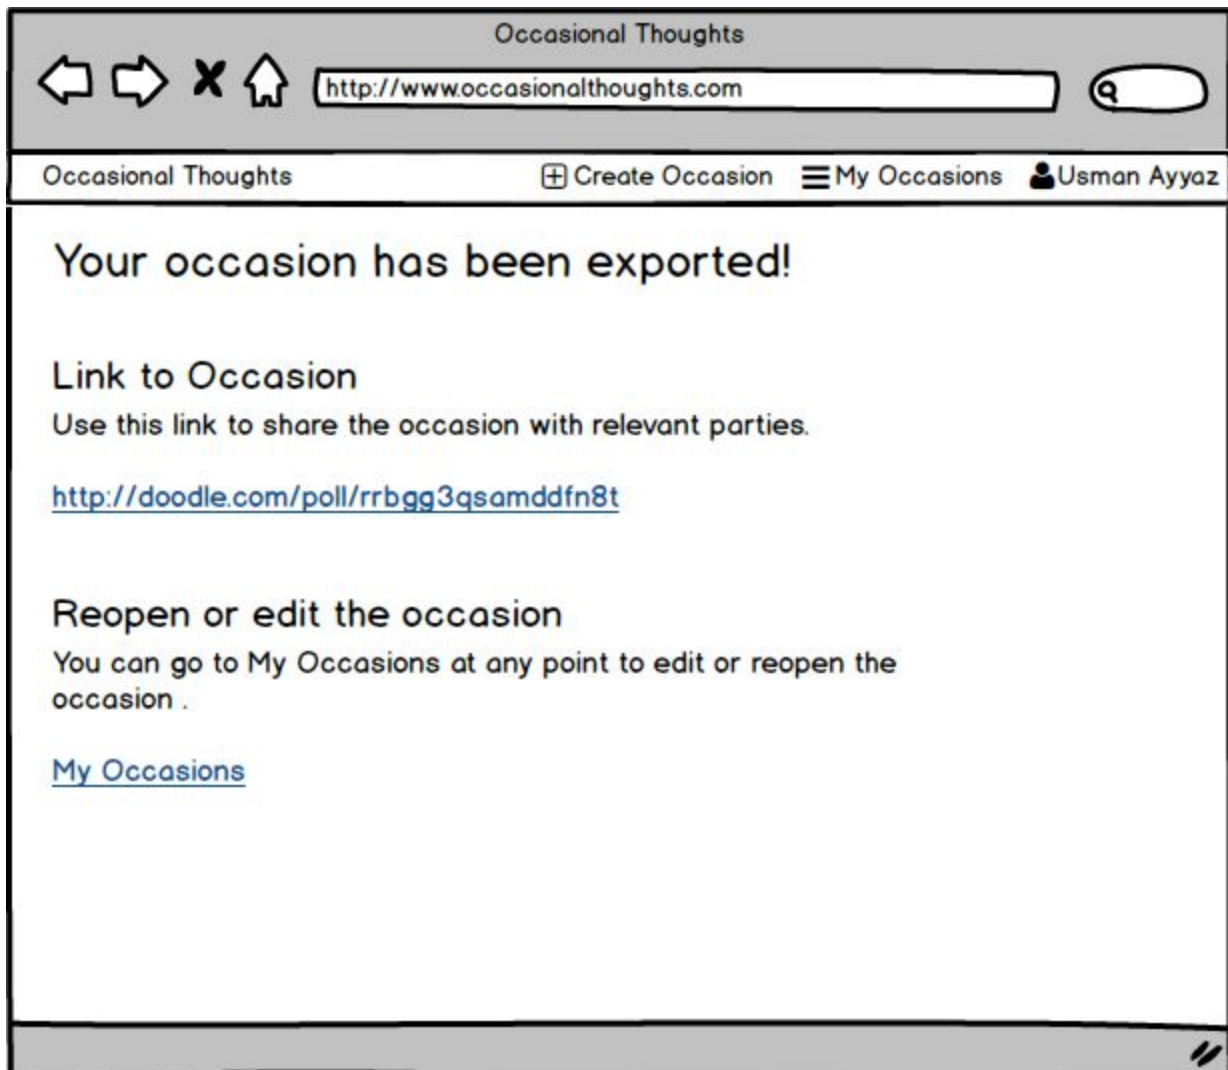 Occasional Thoughts
http://www.occasionalthoughts.com
Occasional Thoughts Create Occasion My Occasions Usman Ayyaz
Your occasion has been exported!
Link to Occasion
Use this link to share the occasion with relevant parties.
http://doodle.com/poll/rrbgg3qsamddfn8t
Reopen or edit the occasion
You can go to My Occasions at any point to edit or reopen the
occasion .
My Occasions